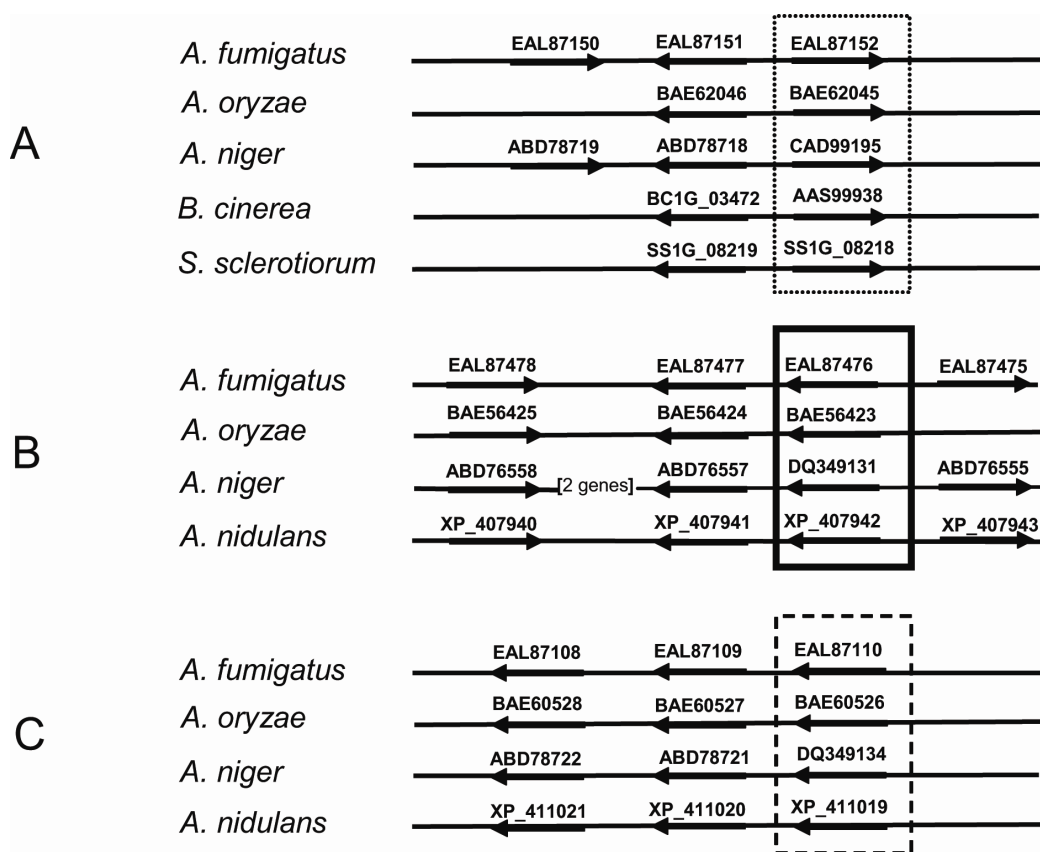 A
A. fumigatus EAL87150 EAL87151 EAL87152
A. oryzae BAE62046 BAE62045
A. niger ABD78719 ABD78718 CAD99195
B. cinerea BC1G_03472 AAS99938
S. sclerotiorum SS1G_08219 SS1G_08218
B
A. fumigatus EAL87478 EAL87477 EAL87476 EAL87475
A. oryzae BAE56425 BAE56424 BAE56423
A. niger ABD76558 [2 genes] ABD76557 DQ349131 ABD76555
A. nidulans XP_407940 XP_407941 XP_407942 XP_407943
C
A. fumigatus EAL87108 EAL87109 EAL87110
A. oryzae BAE60528 BAE60527 BAE60526
A. niger ABD78722 ABD78721 DQ349134
A. nidulans XP_411021 XP_411020 XP_411019